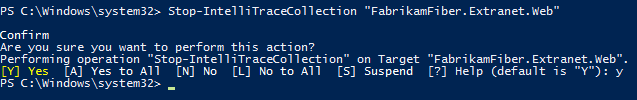 PS C:\Windows\system32> Stop-IntelliTraceCollection "FabrikamFiber.Extranet.Web"
Confirm
Are you sure you want to perform this action?
Performing operation "Stop-IntelliTraceCollection" on Target "FabrikamFiber.Extranet.Web".
[Y] Yes  [A] Yes to All  [N] No  [L] No to All  [S] Suspend  [?] Help (default is "Y"): y
PS C:\Windows\system32> _